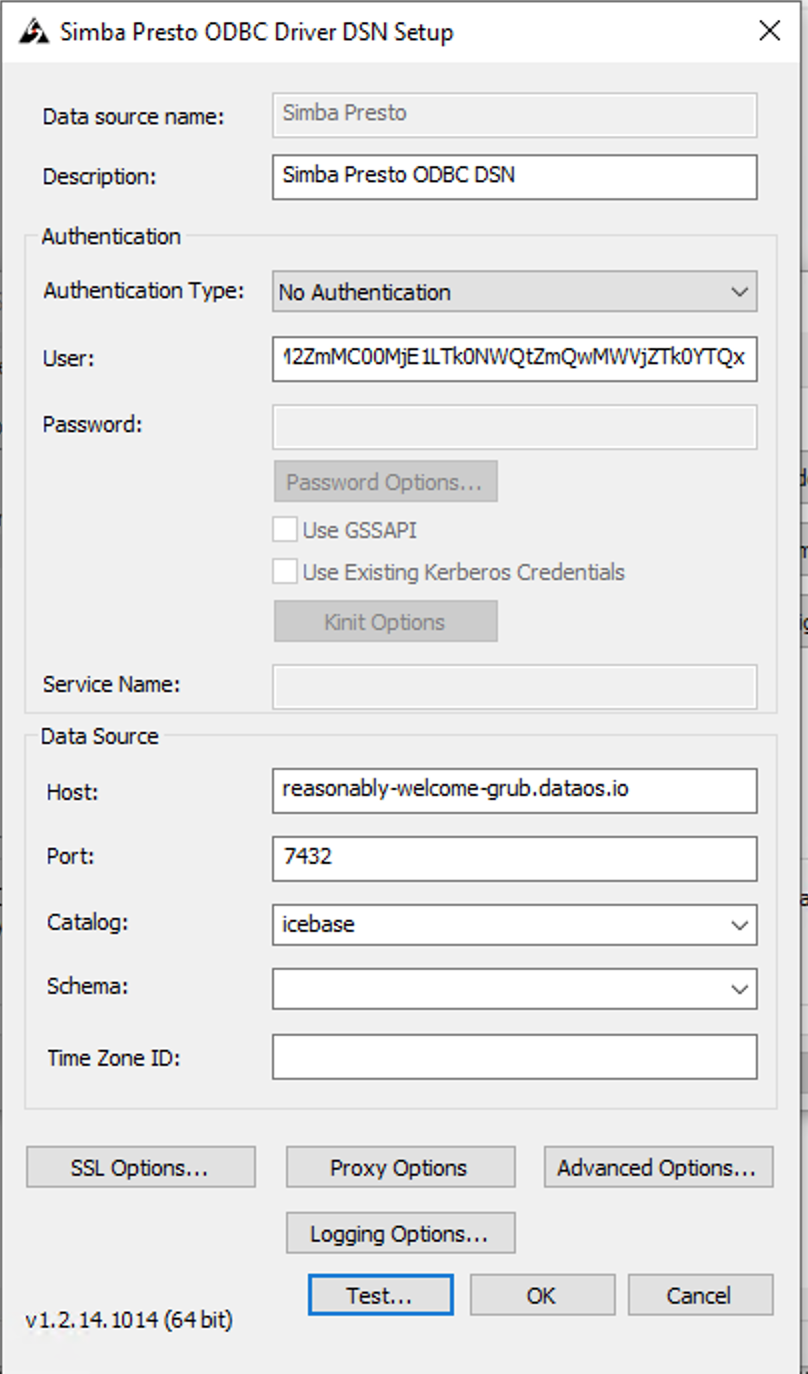 Simba Presto ODBC Driver DSN Setup
Data source name: Simba Presto
Description: Simba Presto ODBC DSN
Authentication
Authentication Type: No Authentication
User: 12ZmMC00MjE1LTk0NWQtZmQwMWVjZTk0YTQx
Password:
Password Options...
Use GSSAPI
Use Existing Kerberos Credentials
Kinit Options
Service Name:
Data Source
Host: reasonably-welcome-grub.dataos.io
Port: 7432
Catalog: icebase
Schema:
Time Zone ID:
SSL Options... Proxy Options Advanced Options...
Logging Options...
Test... OK Cancel
v1.2.14.1014 (64 bit)